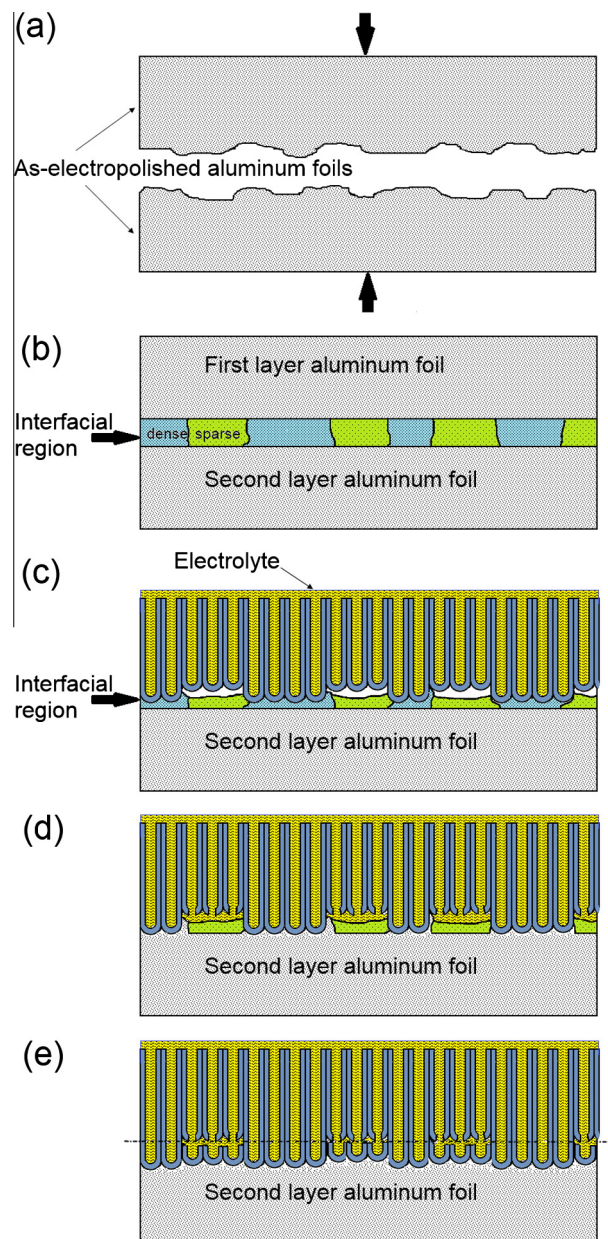 (a)
As-electropolished aluminum foils
(b)
First layer aluminum foil
Interfacial
region
dense
sparse
Second layer aluminum foil
(c)
Electrolyte
Interfacial
region
Second layer aluminum foil
(d)
Second layer aluminum foil
(e)
Second layer aluminum foil